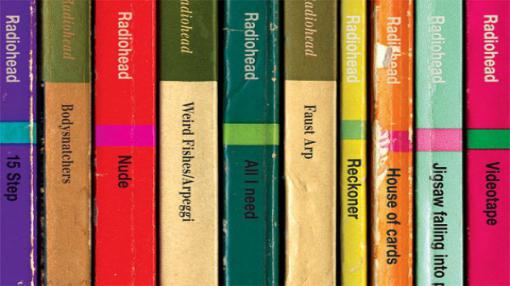 Radiohead
15 Step
Radiohead
Bodysnatchers
Radiohead
Nude
Radiohead
Weird Fishes/Arpeggi
Radiohead
All I need
Radiohead
Faust Arp
Radiohead
Reckoner
Radiohead
House of cards
Radiohead
Jigsaw falling into p
Radiohead
Videotape